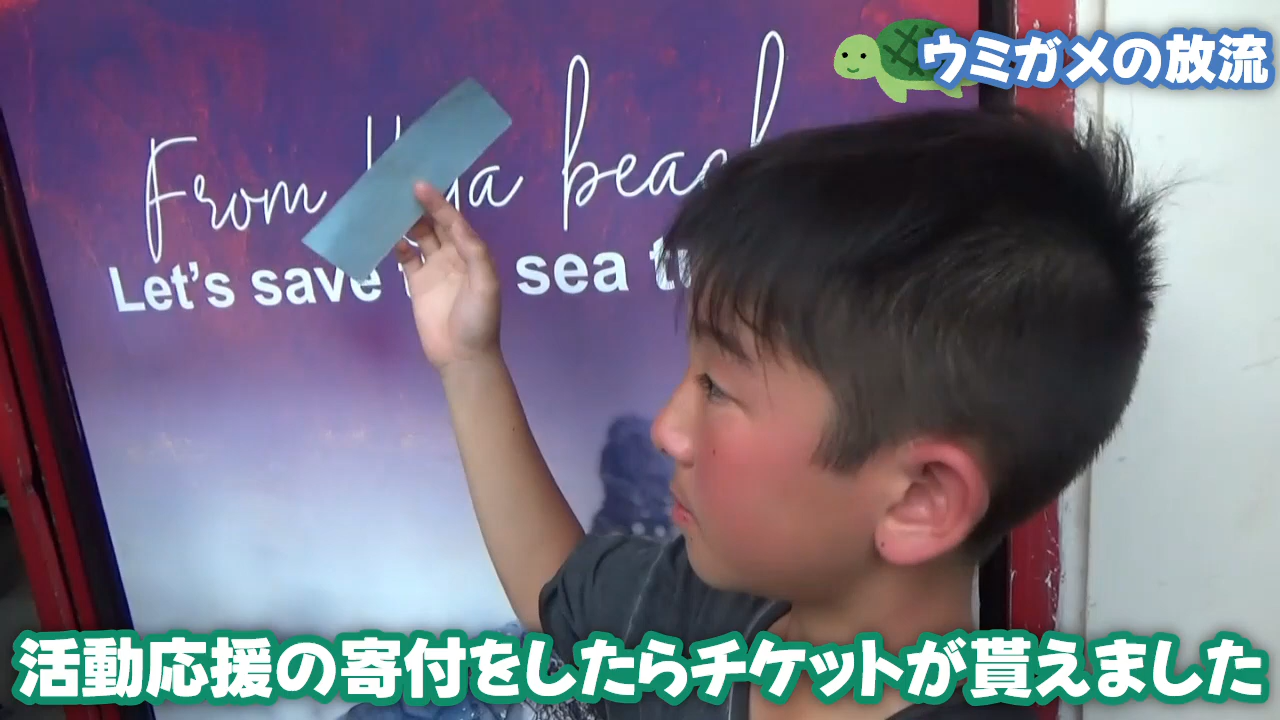 ウミガメの放流
From beach
Let's save sea
活動応援の寄付をしたらチケットが貰えました